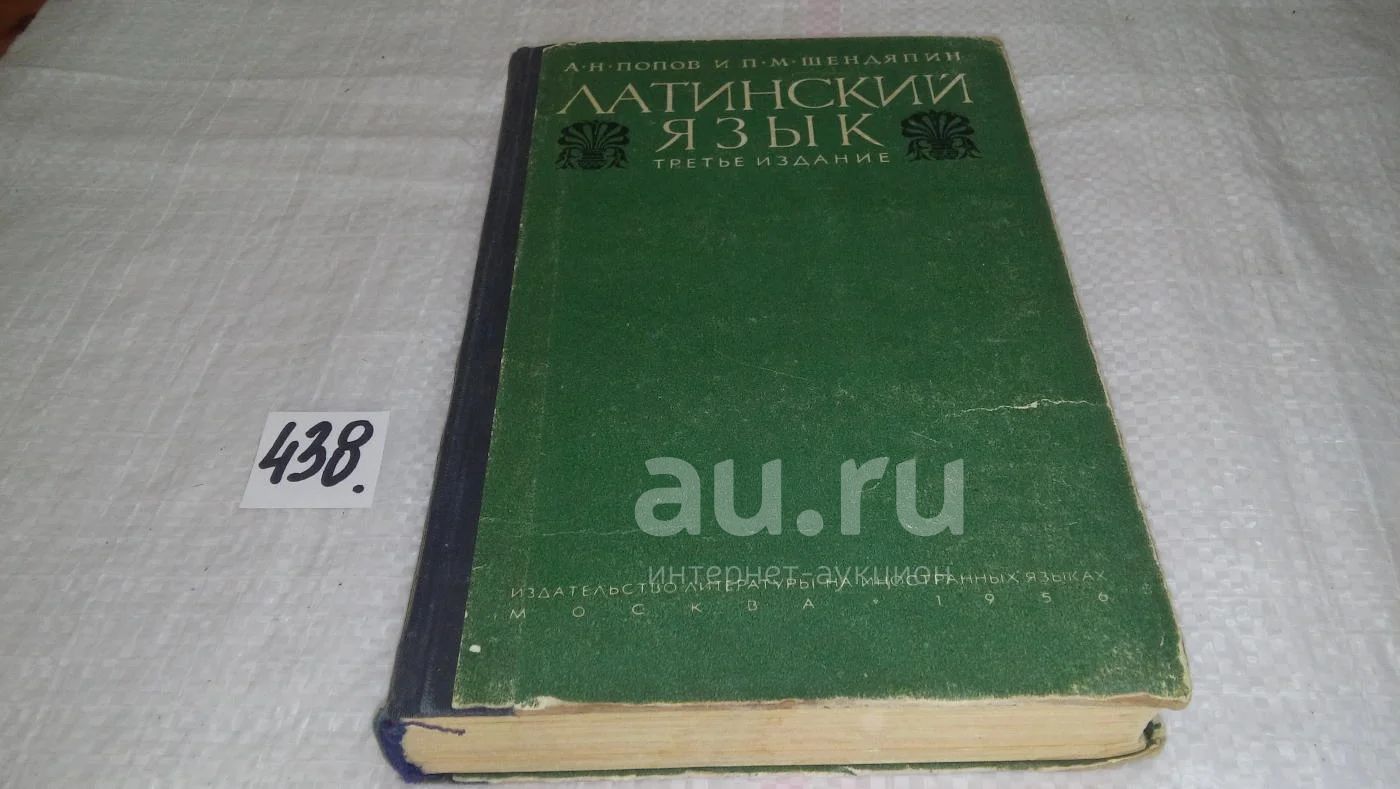 А·Н·ПОПОВ И П·М·ШЕНДЯПИН
ЛАТИНСКИЙ
ЯЗЫК
ТРЕТЬЕ ИЗДАНИЕ
438.
au.ru
интернет-аукцион
ИЗДАТЕЛЬСТВО ЛИТЕРАТУРЫ НА ИНОСТРАННЫХ ЯЗЫКАХ
МОСКВА * 1956